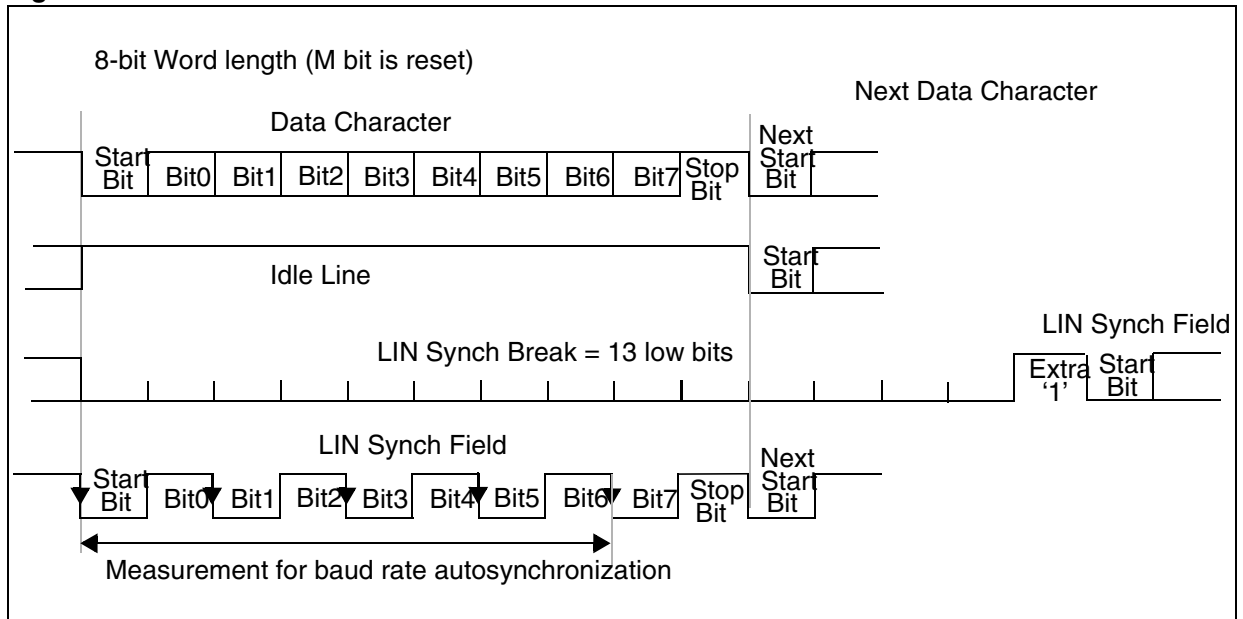 8-bit Word length (M bit is reset)
Next Data Character
Data Character
Start Bit Bit0 Bit1 Bit2 Bit3 Bit4 Bit5 Bit6 Bit7 Stop Bit Next Start Bit
Idle Line
Start Bit
LIN Synch Field
LIN Synch Break = 13 low bits
Extra '1' Start Bit
LIN Synch Field
Start Bit Bit0 Bit1 Bit2 Bit3 Bit4 Bit5 Bit6 Bit7 Stop Bit Next Start Bit
Measurement for baud rate autosynchronization